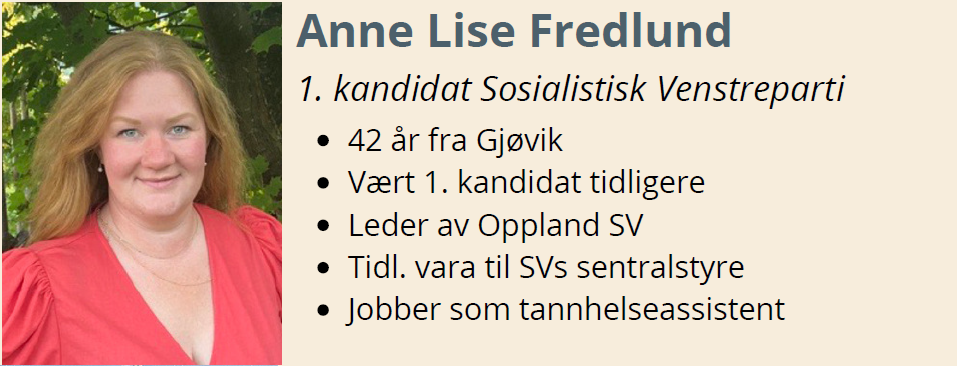 Anne Lise Fredlund
1. kandidat Sosialistisk Venstreparti
• 42 år fra Gjøvik
• Vært 1. kandidat tidligere
• Leder av Oppland SV
• Tidl. vara til SVs sentralstyre
• Jobber som tannhelseassistent